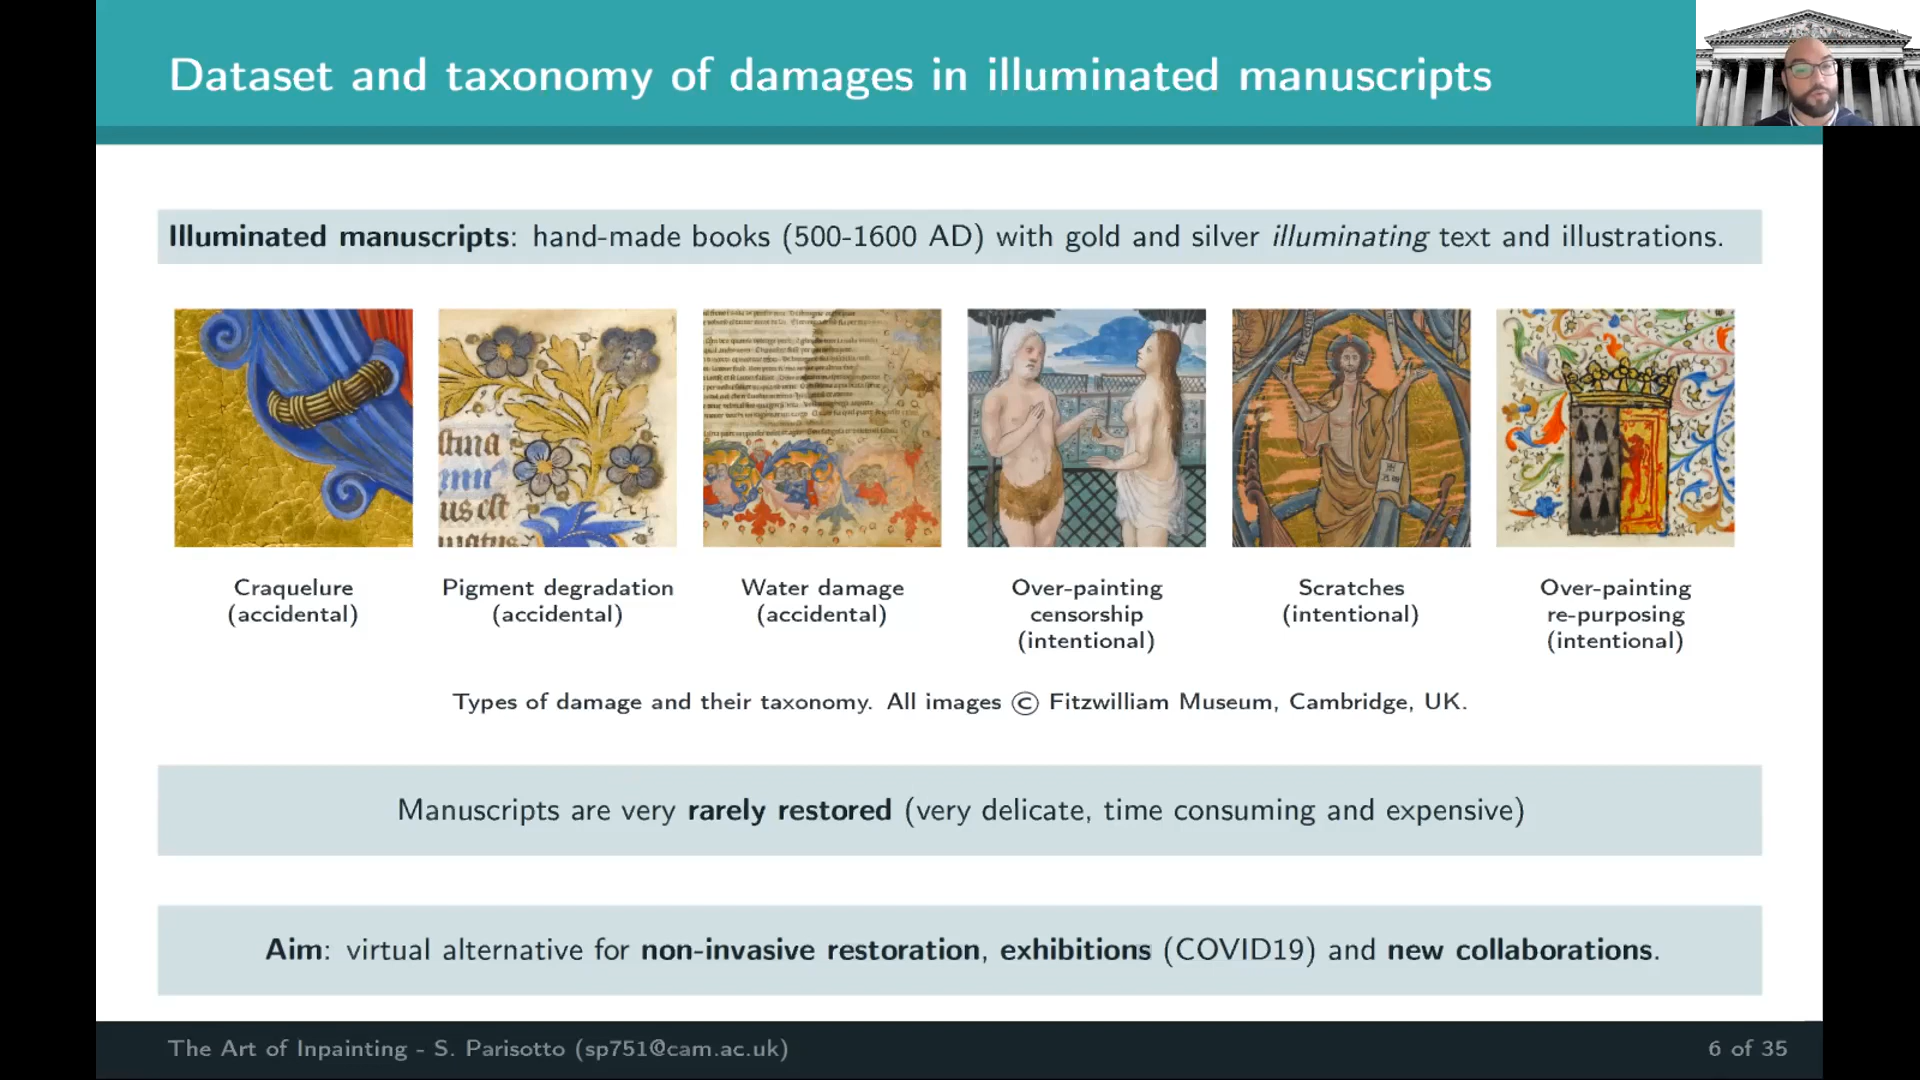 Dataset and taxonomy of damages in illuminated manuscripts
Illuminated manuscripts: hand-made books (500-1600 AD) with gold and silver illuminating text and illustrations.
Craquelure
(accidental)
Pigment degradation
(accidental)
Water damage
(accidental)
Over-painting
censorship
(intentional)
Scratches
(intentional)
Over-painting
re-purposing
(intentional)
Types of damage and their taxonomy. All images © Fitzwilliam Museum, Cambridge, UK.
Manuscripts are very rarely restored (very delicate, time consuming and expensive)
Aim: virtual alternative for non-invasive restoration, exhibitions (COVID19) and new collaborations.
The Art of Inpainting - S. Parisotto (sp751@cam.ac.uk)
6 of 35